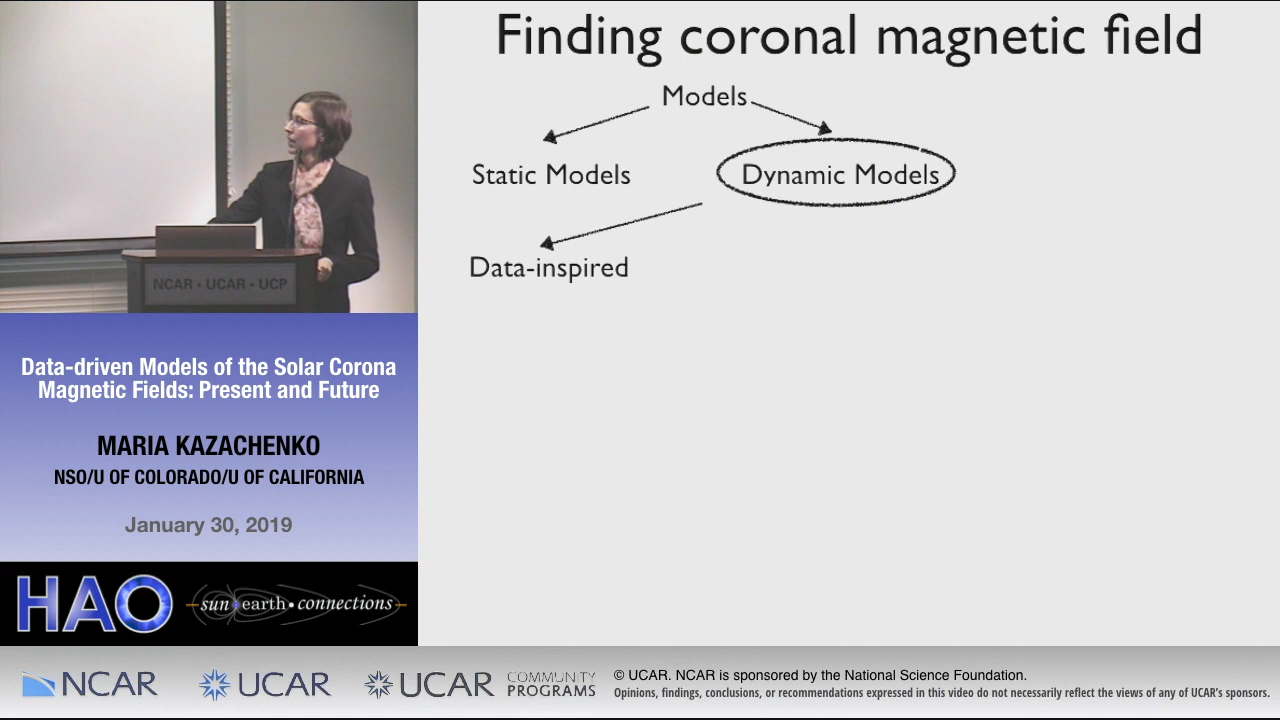 Finding coronal magnetic field
Models
Static Models
Dynamic Models
Data-inspired
NCAR • UCAR • UCP
Data-driven Models of the Solar Corona
Magnetic Fields: Present and Future
MARIA KAZACHENKO
NSO/U OF COLORADO/U OF CALIFORNIA
January 30, 2019
HAO
sun • earth • connections
NCAR
UCAR
UCAR
COMMUNITY
PROGRAMS
© UCAR. NCAR is sponsored by the National Science Foundation.
Opinions, findings, conclusions, or recommendations expressed in this video do not necessarily reflect the views of any of UCAR's sponsors.